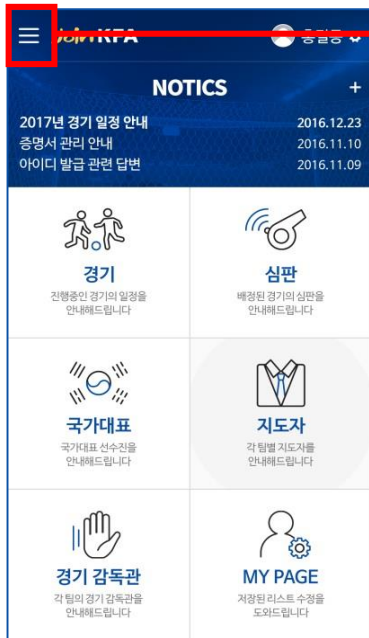 Join KFA 홍길동
NOTICS +
2017년 경기 일정 안내 2016.12.23
증명서 관리 안내 2016.11.10
아이디 발급 관련 답변 2016.11.09
경기 심판
진행중인 경기의 일정을 배정된 경기의 심판을
안내해드립니다 안내해드립니다
국가대표 지도자
국가대표 선수진을 각 팀별 지도자를
안내해드립니다 안내해드립니다
경기 감독관 MY PAGE
각 팀의 경기 감독관을 저장된 리스트 수정을
안내해드립니다 도와드립니다